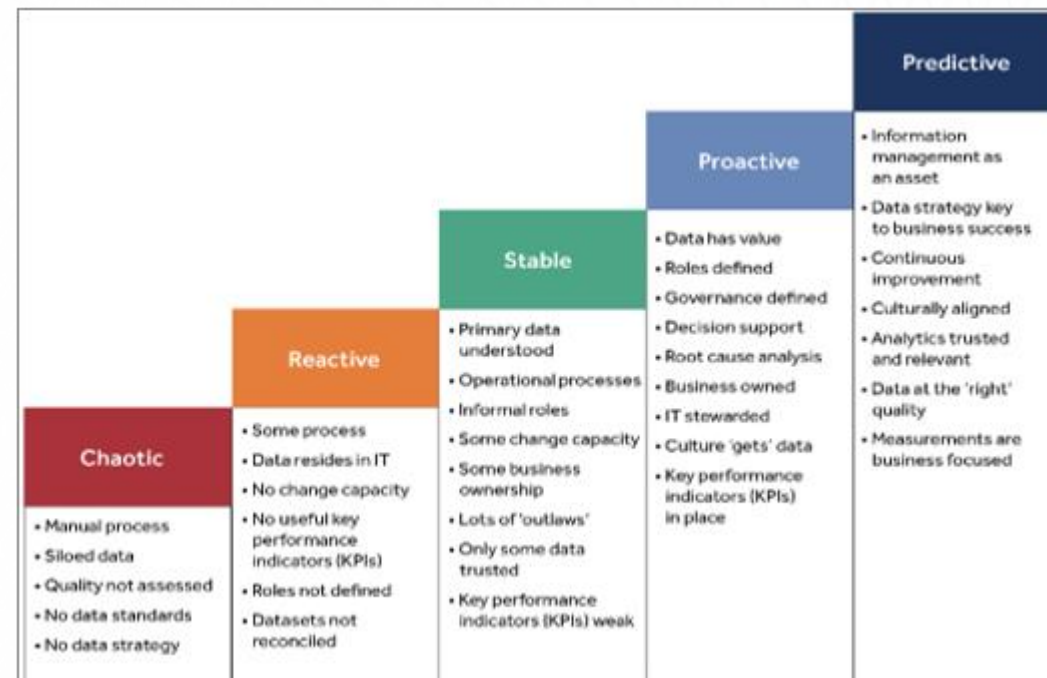 Chaotic
• Manual process
• Siloed data
• Quality not assessed
• No data standards
• No data strategy
Reactive
• Some process
• Data resides in IT
• No change capacity
• No useful key
performance
indicators (KPIs)
• Roles not defined
• Datasets not
reconciled
Stable
• Primary data
understood
• Operational processes
• Informal roles
• Some change capacity
• Some business
ownership
• Lots of 'outlaws'
• Only some data
trusted
• Key performance
indicators (KPIs) weak
Proactive
• Data has value
• Roles defined
• Governance defined
• Decision support
• Root cause analysis
• Business owned
• IT stewarded
• Culture 'gets' data
• Key performance
indicators (KPIs)
in place
Predictive
• Information
management as
an asset
• Data strategy key
to business success
• Continuous
improvement
• Culturally aligned
• Analytics trusted
and relevant
• Data at the 'right'
quality
• Measurements are
business focused